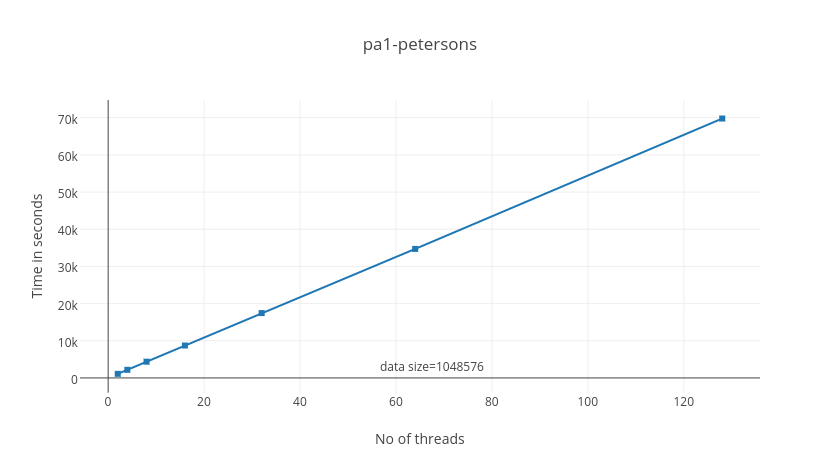 pa1-petersons
70k
60k
50k
40k
30k
20k
10k
0
Time in seconds
data size=1048576
0 20 40 60 80 100 120
No of threads